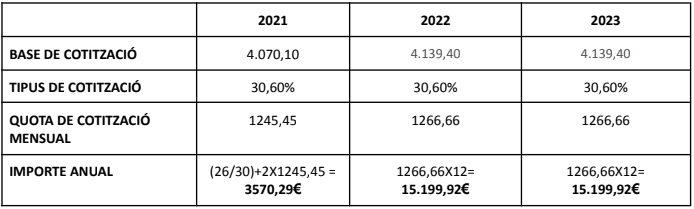 2021 2022 2023
BASE DE COTITZACIÓ 4.070,10 4.139,40 4.139,40
TIPUS DE COTITZACIÓ 30,60% 30,60% 30,60%
QUOTA DE COTITZACIÓ 1245,45 1266,66 1266,66
MENSUAL
IMPORTE ANUAL (26/30)+2X1245,45 = 1266,66X12= 1266,66X12=
3570,29€ 15.199,92€ 15.199,92€